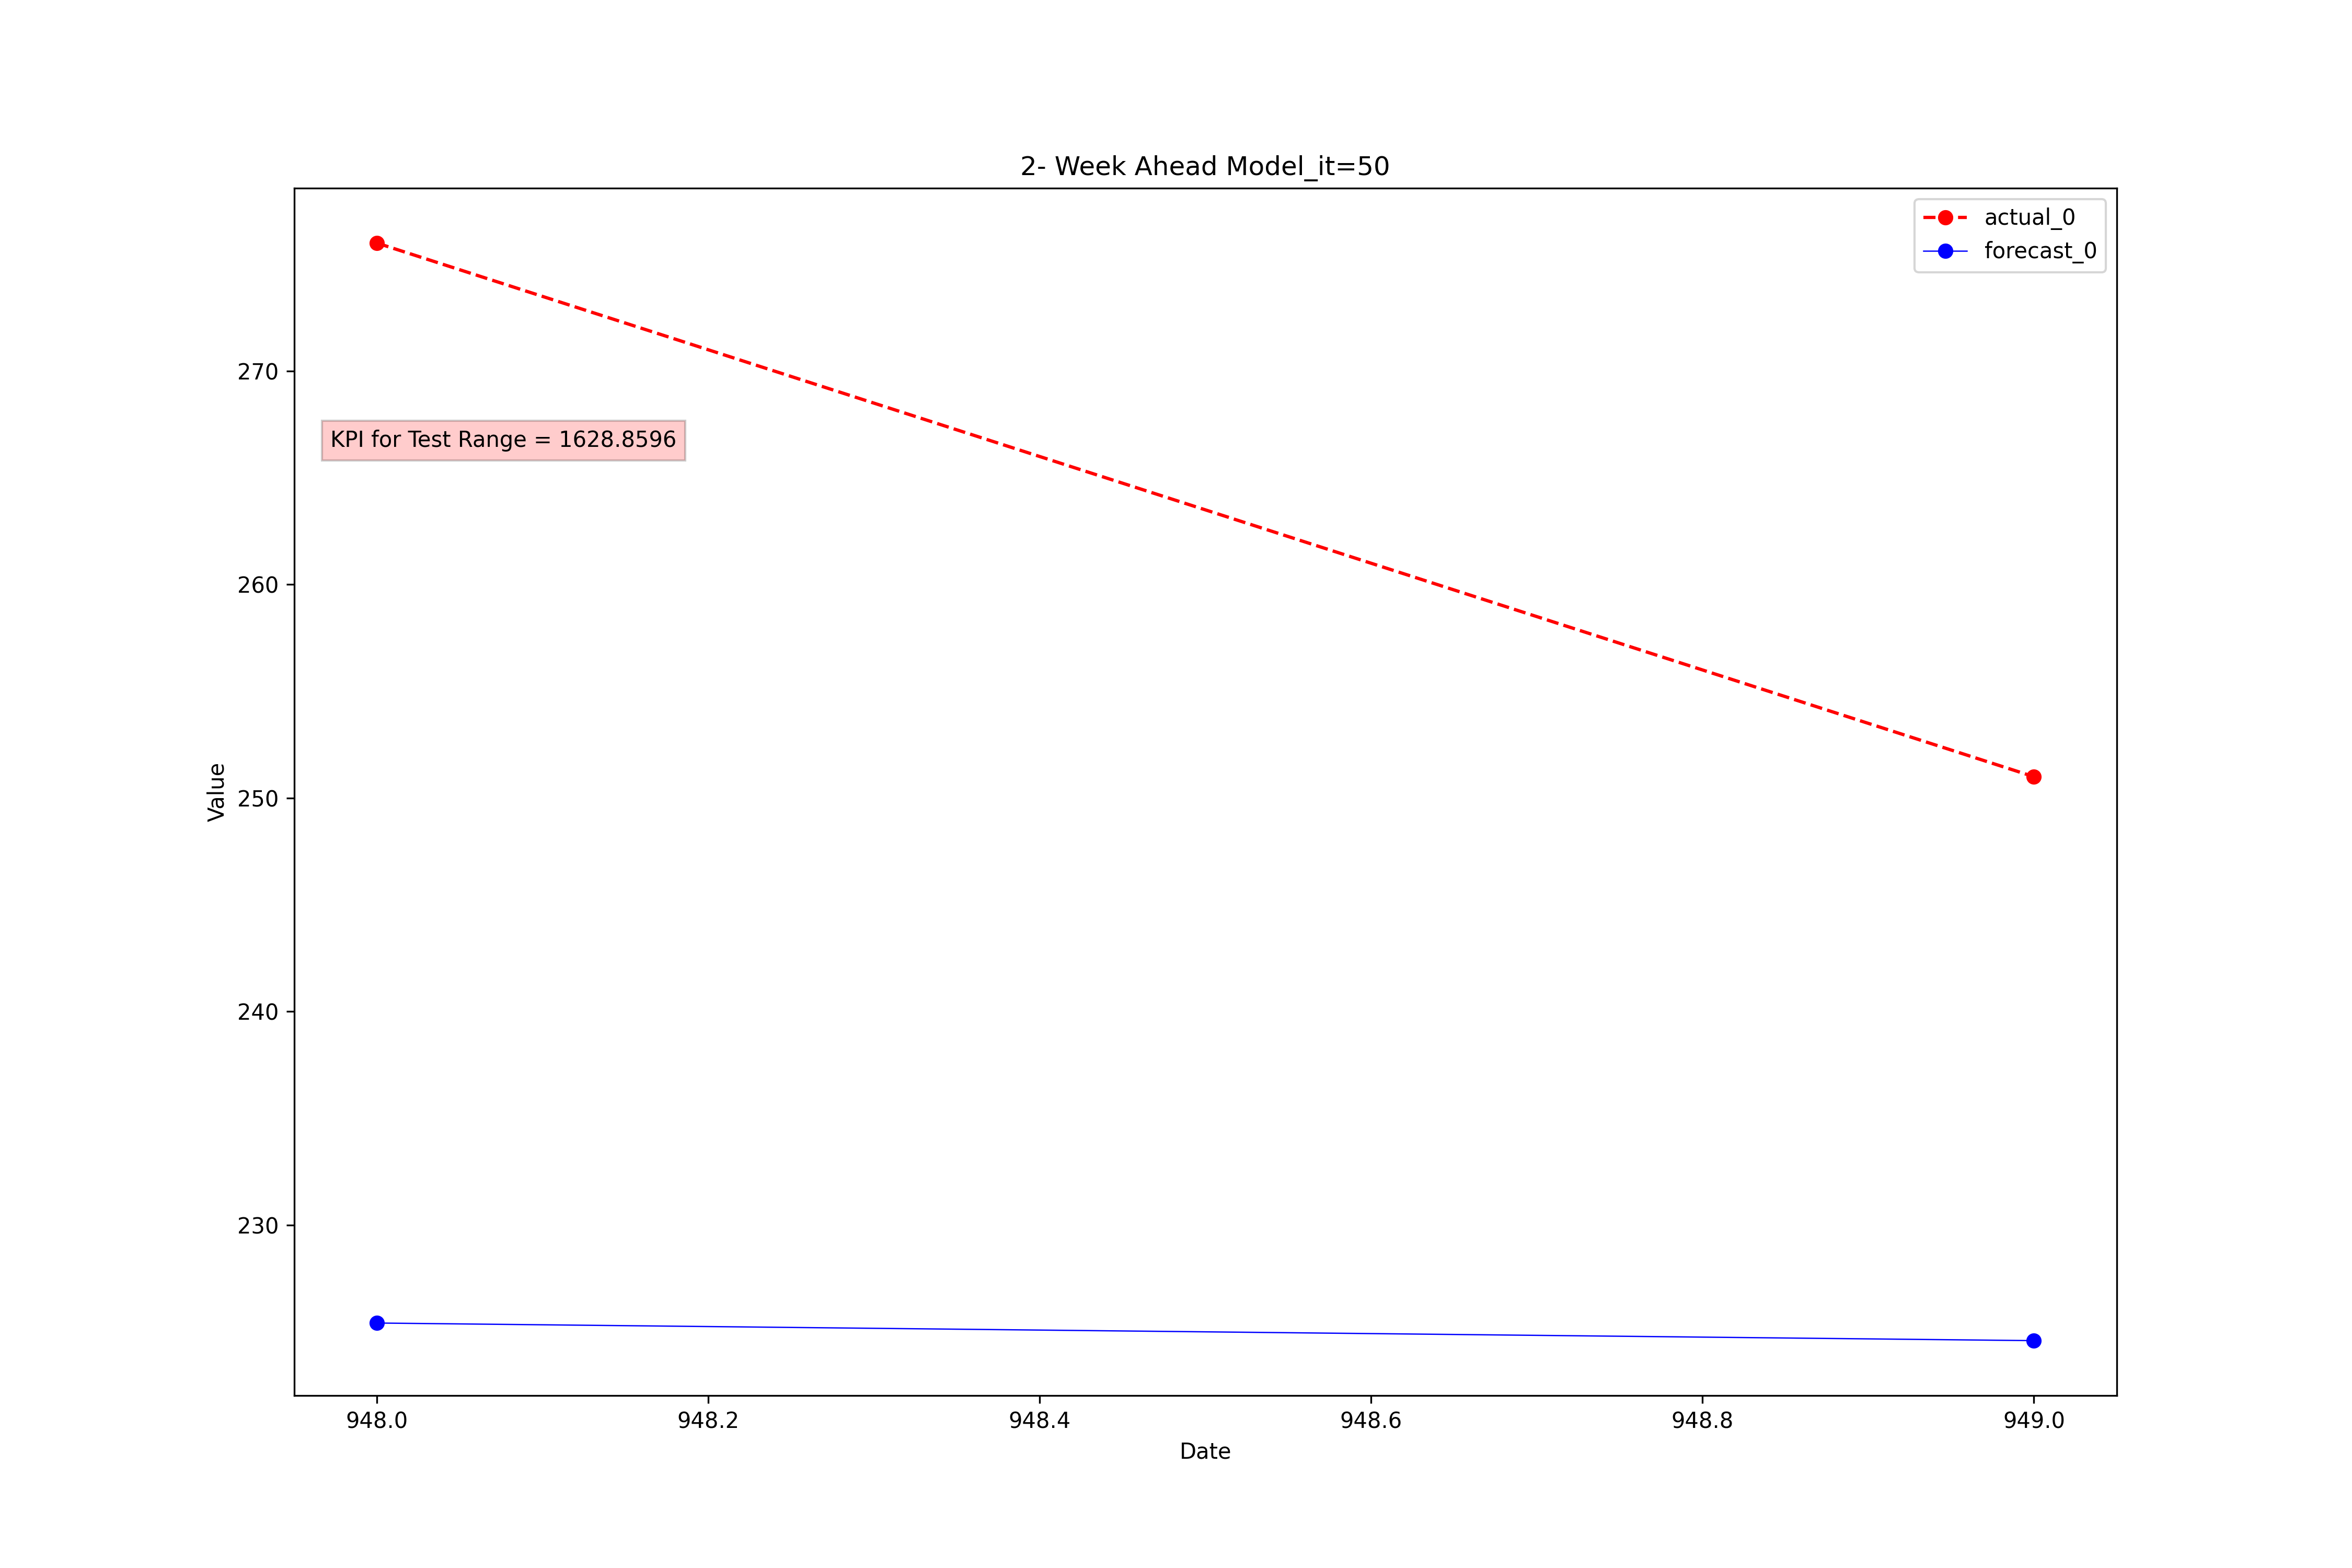 2- Week Ahead Model_it=50
actual_0
forecast_0
KPI for Test Range = 1628.8596
Value
270
260
250
240
230
948.0 948.2 948.4 948.6 948.8 949.0
Date